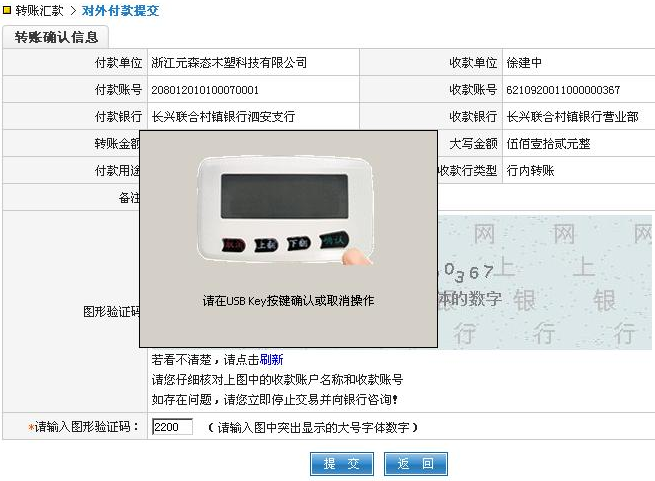 转账汇款 > 对外付款提交
转账确认信息
付款单位 浙江元森态木塑科技有限公司 收款单位 徐建中
付款账号 208012010100070001 收款账号 6210920011000000367
付款银行 长兴联合村镇银行泗安支行 收款银行 长兴联合村镇银行营业部
转账金额 大写金额 伍佰壹拾贰元整
付款用途 收款行类型 行内转账
备注
取消 上翻 下翻 确认
请在USB Key按键确认或取消操作
网 网
0367 上 上
体的数字 银 银
行 行
图形验证码
若看不清楚，请点击刷新
请您仔细核对上图中的收款账户名称和收款账号
如存在问题，请您立即停止交易并向银行咨询！
*请输入图形验证码： 2200 （请输入图中突出显示的大号字体数字）
提 交 返 回